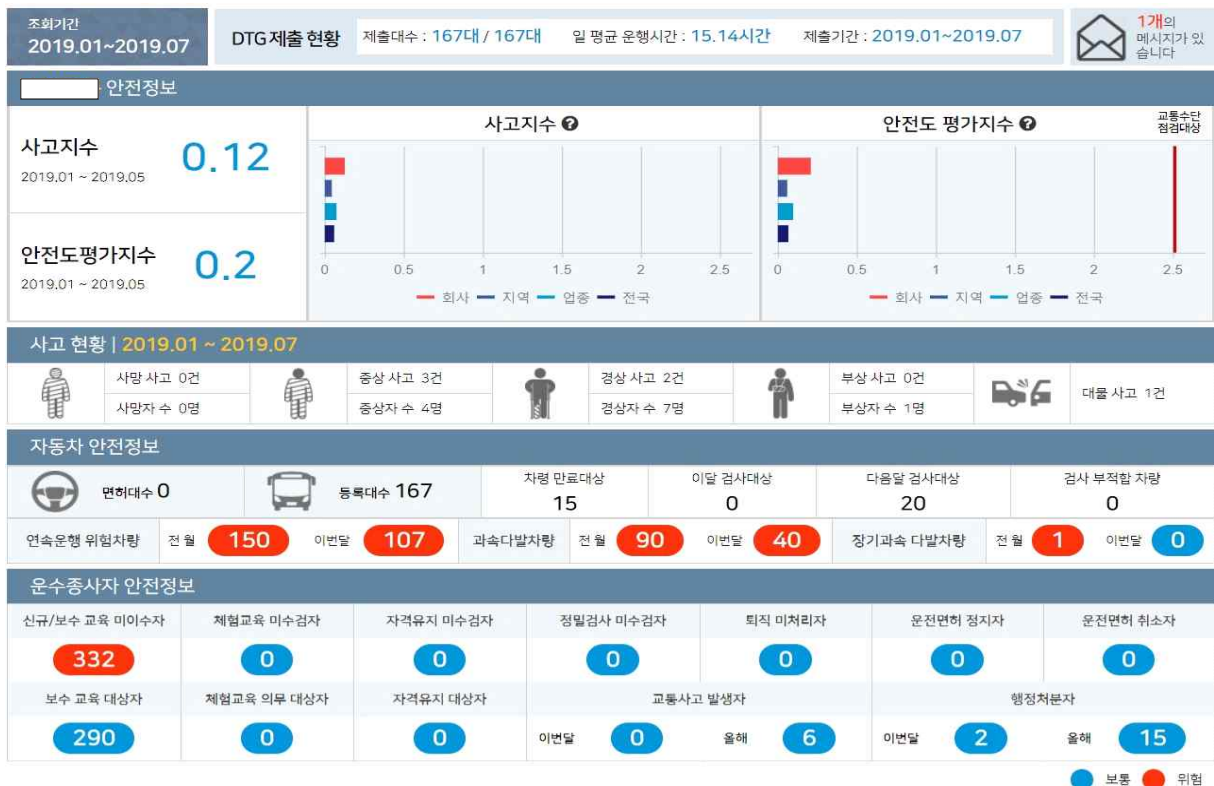 조회기간
2019.01~2019.07
DTG 제출 현황
제출대수 : 167대 / 167대 일 평균 운행시간 : 15.14시간 제출기간 : 2019.01~2019.07
1개의
메시지가 있
습니다
안전정보
사고지수
0.12
2019.01 ~ 2019.05
안전도평가지수
0.2
2019.01 ~ 2019.05
사고지수 ?
0 0.5 1 1.5 2 2.5
회사 지역 업종 전국
안전도 평가지수 ?
교통수단
점검대상
0 0.5 1 1.5 2 2.5
회사 지역 업종 전국
사고 현황 | 2019.01 ~ 2019.07
사망 사고 0건 중상 사고 3건 경상 사고 2건 부상 사고 0건
대물 사고 1건
사망자 수 0명 중상자 수 4명 경상자 수 7명 부상자 수 1명
자동차 안전정보
면허대수 0 등록대수 167
차령 만료대상 이달 검사대상 다음달 검사대상 검사 부적합 차량
15 0 20 0
연속운행 위험차량 전 월 150 이번달 107 과속다발차량 전 월 90 이번달 40 장기과속 다발차량 전 월 1 이번달 0
운수종사자 안전정보
신규/보수 교육 미이수자 체험교육 미수검자 자격유지 미수검자 정밀검사 미수검자 퇴직 미처리자 운전면허 정지자 운전면허 취소자
332 0 0 0 0 0 0
보수 교육 대상자 체험교육 의무 대상자 자격유지 대상자 교통사고 발생자 행정처분자
290 0 0 이번달 0 올해 6 이번달 2 올해 15
보통 위험